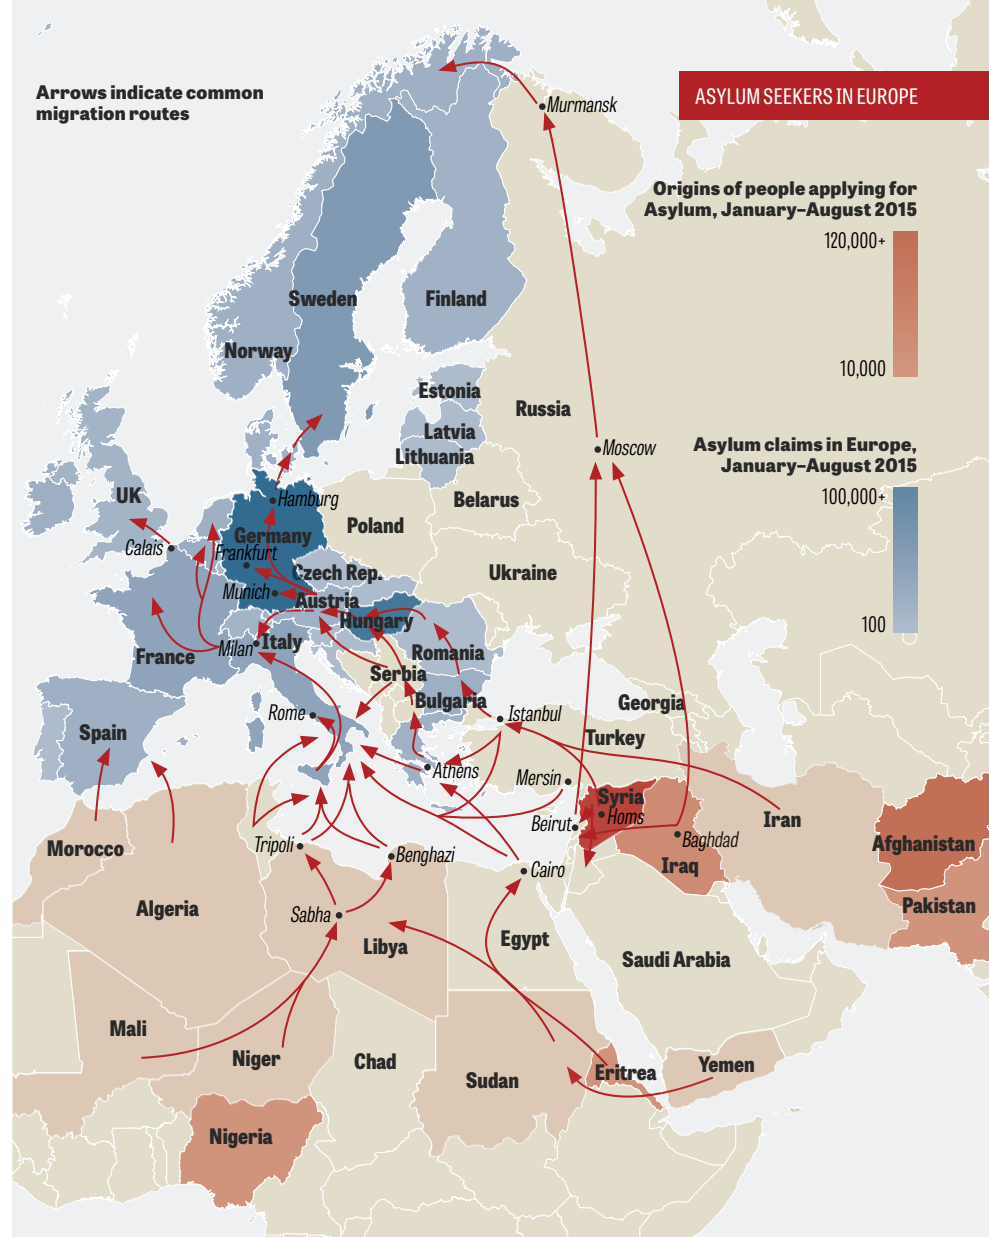 Arrows indicate common
migration routes
ASYLUM SEEKERS IN EUROPE
Murmansk
Origins of people applying for
Asylum, January–August 2015
120,000+
10,000
Sweden
Finland
Norway
Estonia
Russia
Latvia
Lithuania
Moscow
Asylum claims in Europe,
January–August 2015
100,000+
100
UK
Hamburg
Belarus
Poland
Germany
Calais
Frankfurt
Czech Rep.
Ukraine
Munich
Austria
Hungary
Italy
Milan
France
Romania
Serbia
Bulgaria
Georgia
Rome
Istanbul
Spain
Turkey
Athens
Mersin
Syria
Homs
Beirut
Iran
Baghdad
Afghanistan
Iraq
Morocco
Tripoli
Benghazi
Cairo
Algeria
Pakistan
Sabha
Libya
Egypt
Saudi Arabia
Mali
Niger
Chad
Sudan
Eritrea
Yemen
Nigeria